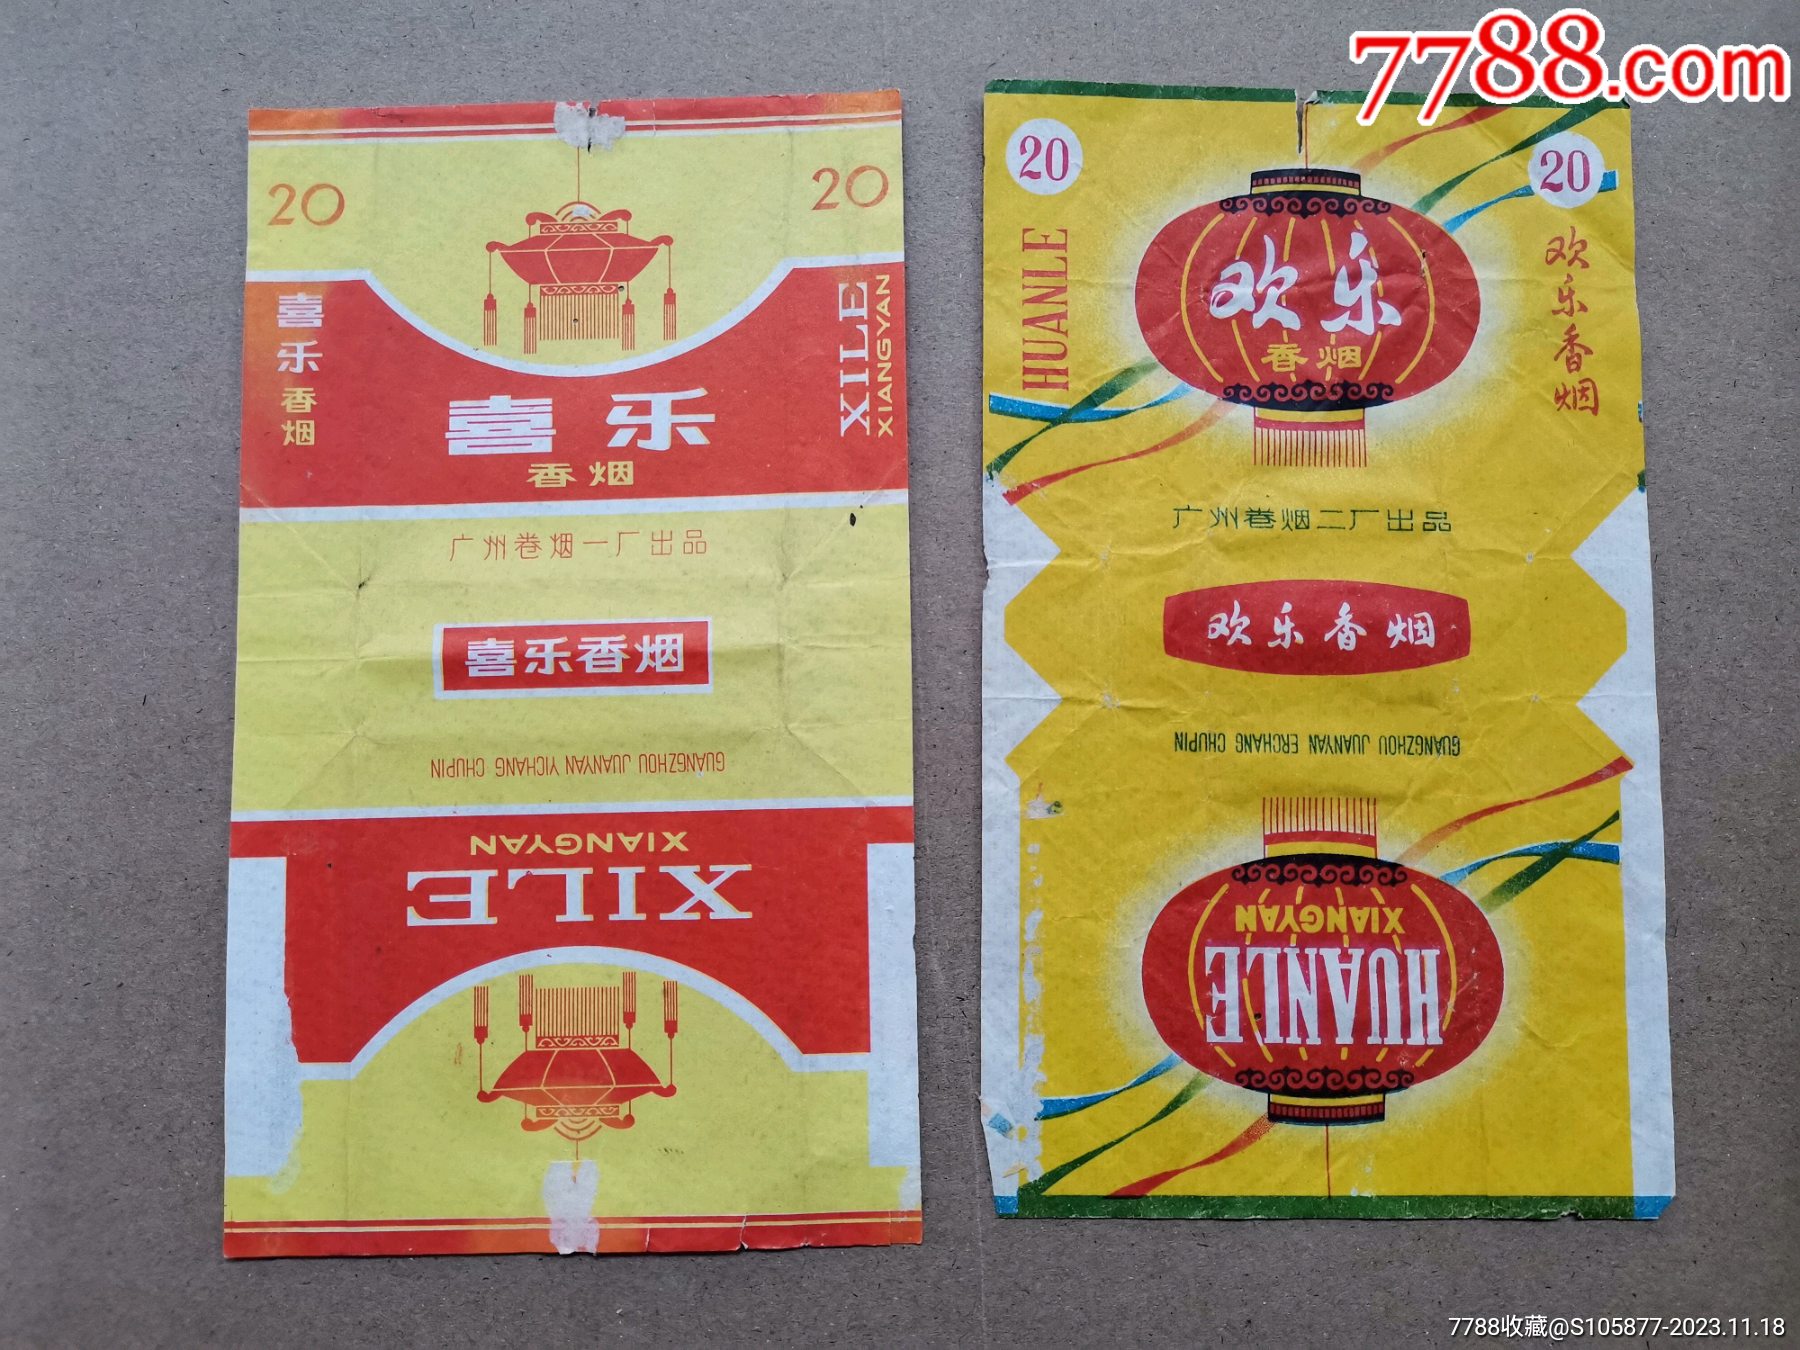 7788.com
20
20
喜乐香烟
XILE
XIANGYAN
喜乐
香烟
广州卷烟一厂出品
喜乐香烟
GUANGZHOU JUANYAN YICHANG CHUPIN
XIANGYAN
XILE
20
20
HUANLE
欢乐香烟
欢乐
香烟
广州卷烟二厂出品
欢乐香烟
GUANGZHOU JUANYAN ERCHANG CHUPIN
XIANGYAN
HUANLE
7788收藏@S105877-2023.11.18